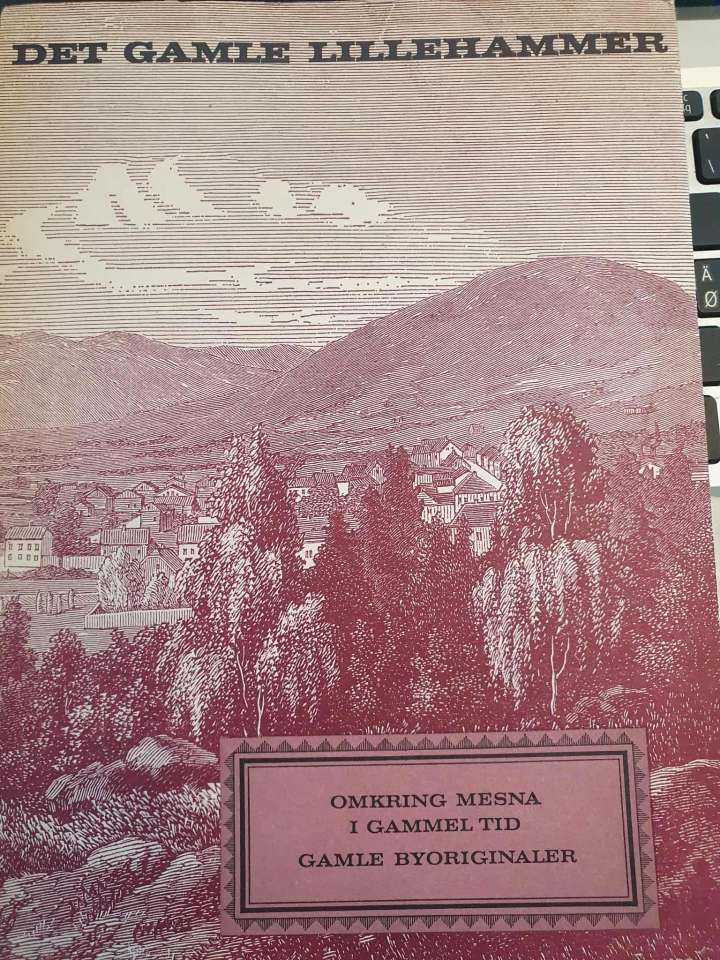 DET GAMLE LILLEHAMMER
OMKRING MESNA
I GAMMEL TID
GAMLE BYORIGINALER
Ä
Ø